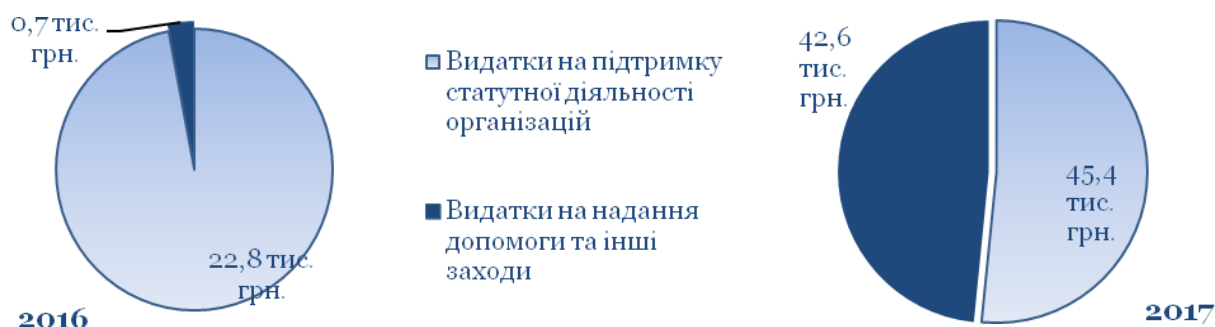 0,7 тис.
грн.
22,8 тис.
грн.
2016
Видатки на підтримку
статутної діяльності
організацій
Видатки на надання
допомоги та інші
заходи
42,6
тис.
грн.
45,4
тис.
грн.
2017